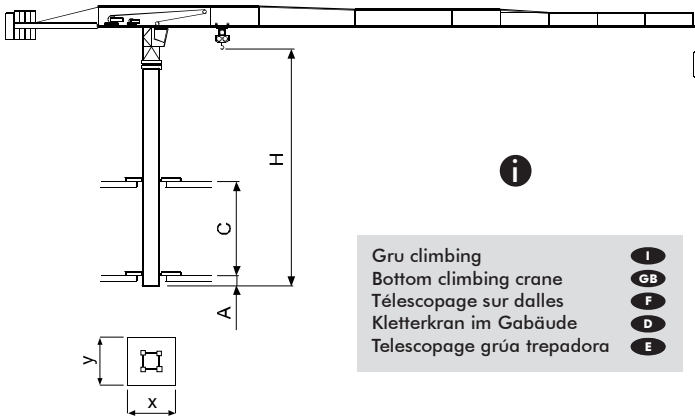 H
i
C
A
y
x
Gru climbing I
Bottom climbing crane GB
Télescopage sur dalles F
Kletterkran im Gabäude D
Telescopage grúa trepadora E